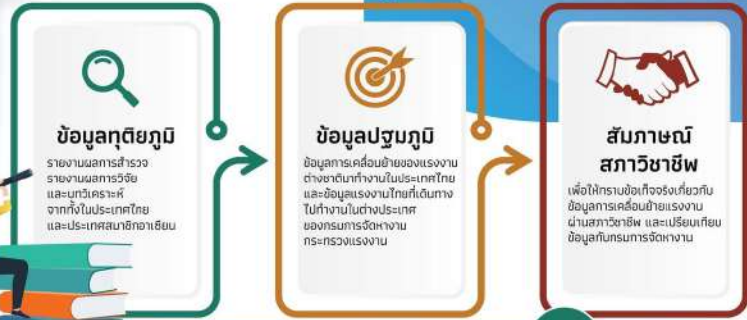 ข้อมูลทุติยภูมิ
รายงานผลการสำรวจ
รายงานผลการวิจัย
และบทวิเคราะห์
จากทั้งในประเทศไทย
และประเทศสมาชิกอาเซียน
ข้อมูลปฐมภูมิ
ข้อมูลการเคลื่อนย้ายของแรงงาน
ต่างชาติมาทำงานในประเทศไทย
และข้อมูลแรงงานไทยที่เดินทาง
ไปทำงานในต่างประเทศ
ของกรมการจัดหางาน
กระทรวงแรงงาน
สัมภาษณ์
สภาวิชาชีพ
เพื่อให้ทราบข้อเท็จจริงเกี่ยวกับ
ข้อมูลการเคลื่อนย้ายแรงงาน
ผ่านสภาวิชาชีพ และเปรียบเทียบ
ข้อมูลกับกรมการจัดหางาน